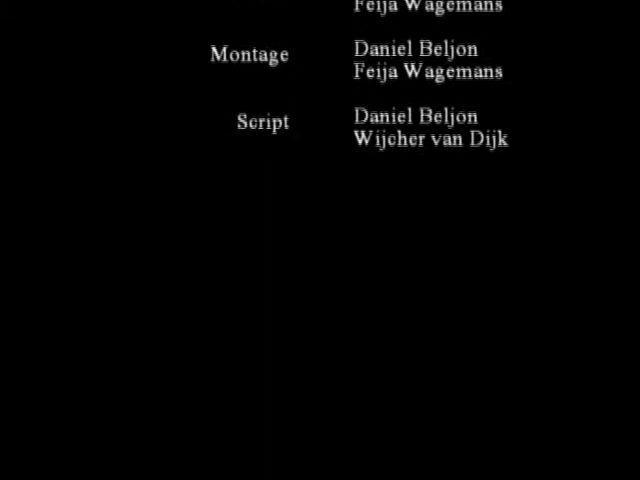 Feija Wagemans
Montage Daniel Beljon
Feija Wagemans
Script Daniel Beljon
Wijcher van Dijk